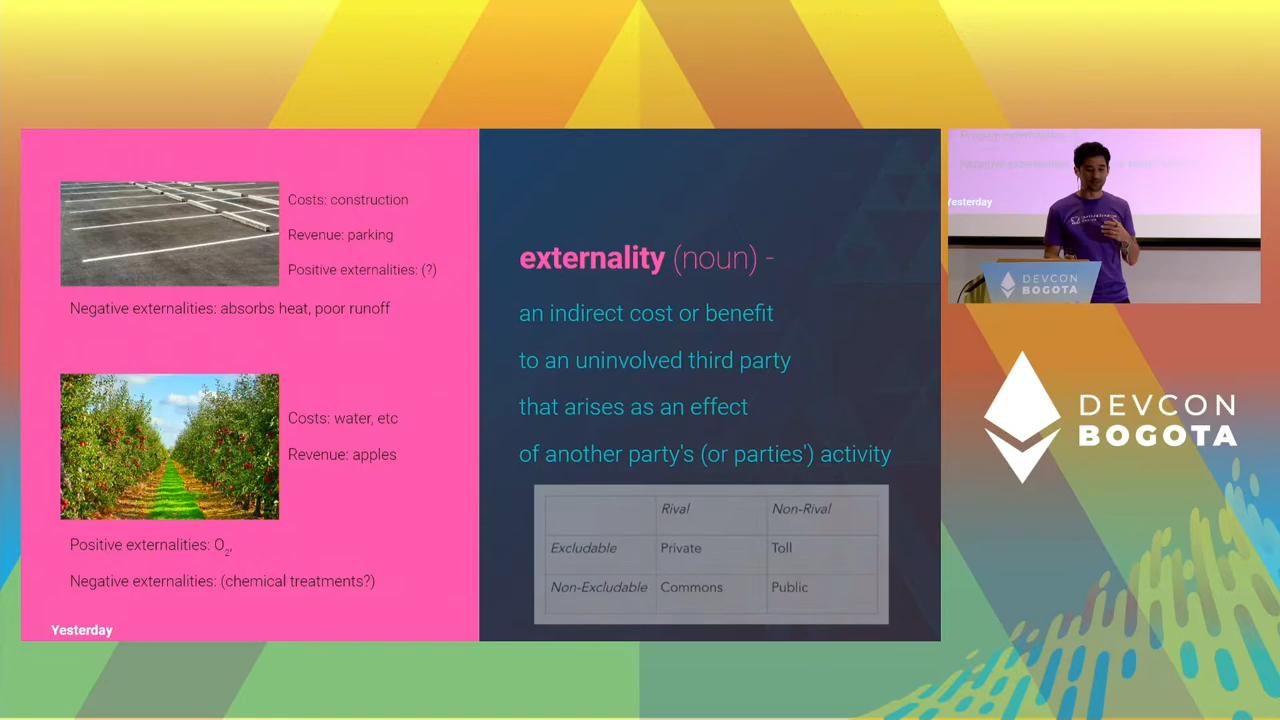 Costs: construction
Revenue: parking
Positive externalities: (?)
Negative externalities: absorbs heat, poor runoff
Costs: water, etc
Revenue: apples
Positive externalities: O2,
Negative externalities: (chemical treatments?)
Yesterday
externality (noun) -
an indirect cost or benefit
to an uninvolved third party
that arises as an effect
of another party's (or parties') activity
Rival Non-Rival
Excludable Private Toll
Non-Excludable Commons Public
Yesterday
DEVCON
BOGOTA
DEVCON
BOGOTA